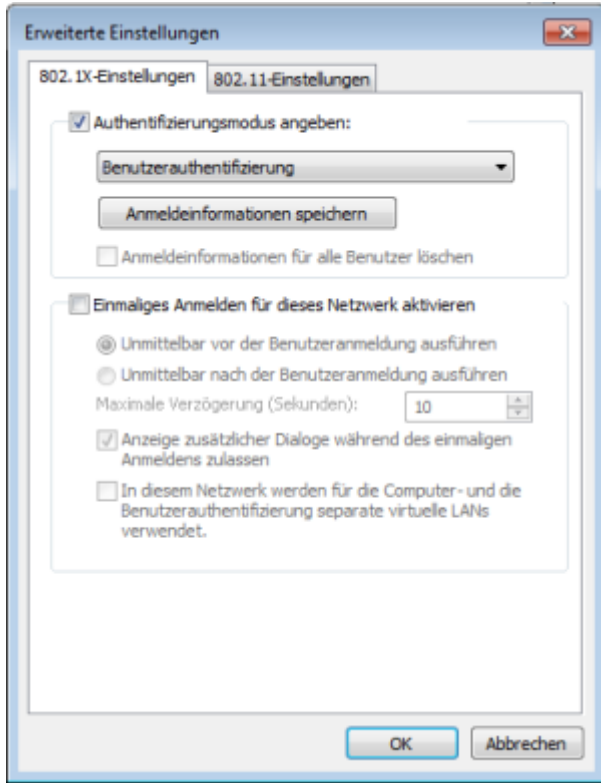 Erweiterte Einstellungen
802.1X-Einstellungen
802.11-Einstellungen
Authentifizierungsmodus angeben:
Benutzerauthentifizierung
Anmeldeinformationen speichern
Anmeldeinformationen für alle Benutzer löschen
Einmaliges Anmelden für dieses Netzwerk aktivieren
Unmittelbar vor der Benutzeranmeldung ausführen
Unmittelbar nach der Benutzeranmeldung ausführen
Maximale Verzögerung (Sekunden): 10
Anzeige zusätzlicher Dialoge während des einmaligen
Anmeldens zulassen
In diesem Netzwerk werden für die Computer- und die
Benutzerauthentifizierung separate virtuelle LANs
verwendet.
OK
Abbrechen